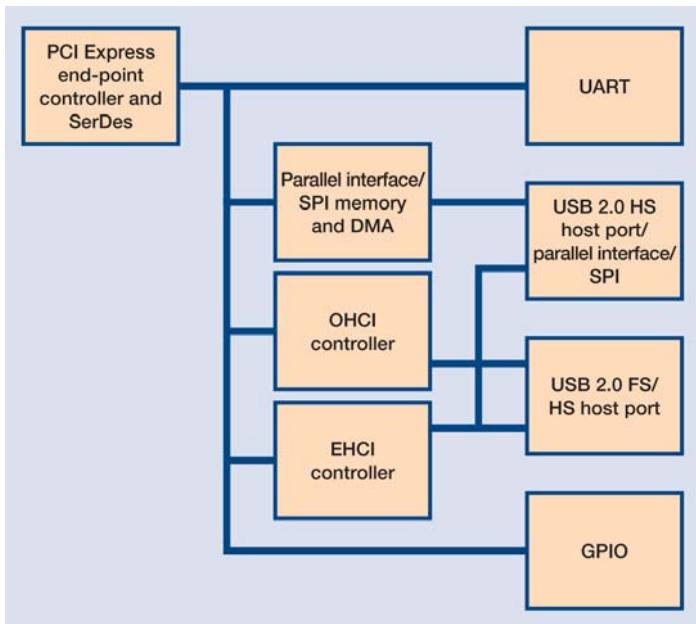 PCI Express
end-point
controller and
SerDes
UART
Parallel interface/
SPI memory
and DMA
USB 2.0 HS
host port/
parallel interface/
SPI
OHCI
controller
USB 2.0 FS/
HS host port
EHCI
controller
GPIO